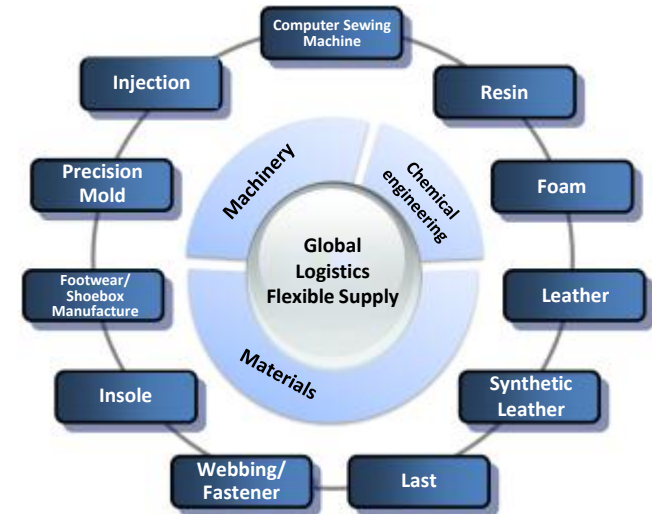 Computer Sewing
Machine
Injection
Resin
Precision
Mold
Machinery
Chemical
engineering
Foam
Global
Logistics
Flexible Supply
Footwear/
Shoebox
Manufacture
Leather
Materials
Insole
Synthetic
Leather
Webbing/
Fastener
Last